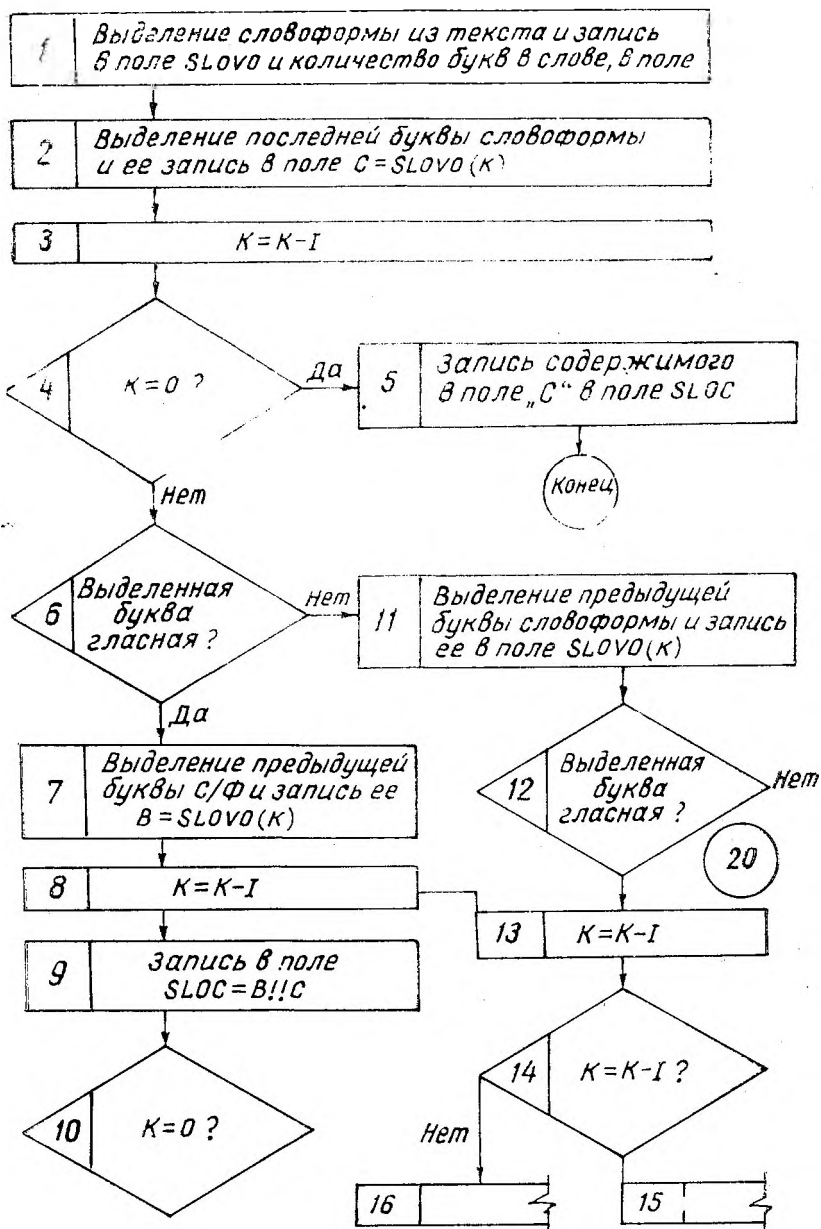 1 Выделение словоформы из текста и запись
в поле SLOVO и количество букв в слове, в поле
2 Выделение последней буквы словоформы
и ее запись в поле C=SLOVO(K)
3 K=K-I
4 K=0 ?
Да
5 Запись содержимого
в поле „С“ в поле SLOC
Конец
Нет
6 Выделенная
буква
гласная ?
Нет
11 Выделение предыдущей
буквы словоформы и запись
ее в поле SLOVO(K)
Да
7 Выделение предыдущей
буквы С/Ф и запись ее
B=SLOVO(K)
12 Выделенная
буква
гласная ?
Нет
20
8 K=K-I
13 K=K-I
9 Запись в поле
SLOC=B!!C
10 K=0 ?
14 K=K-I ?
Нет
16
15